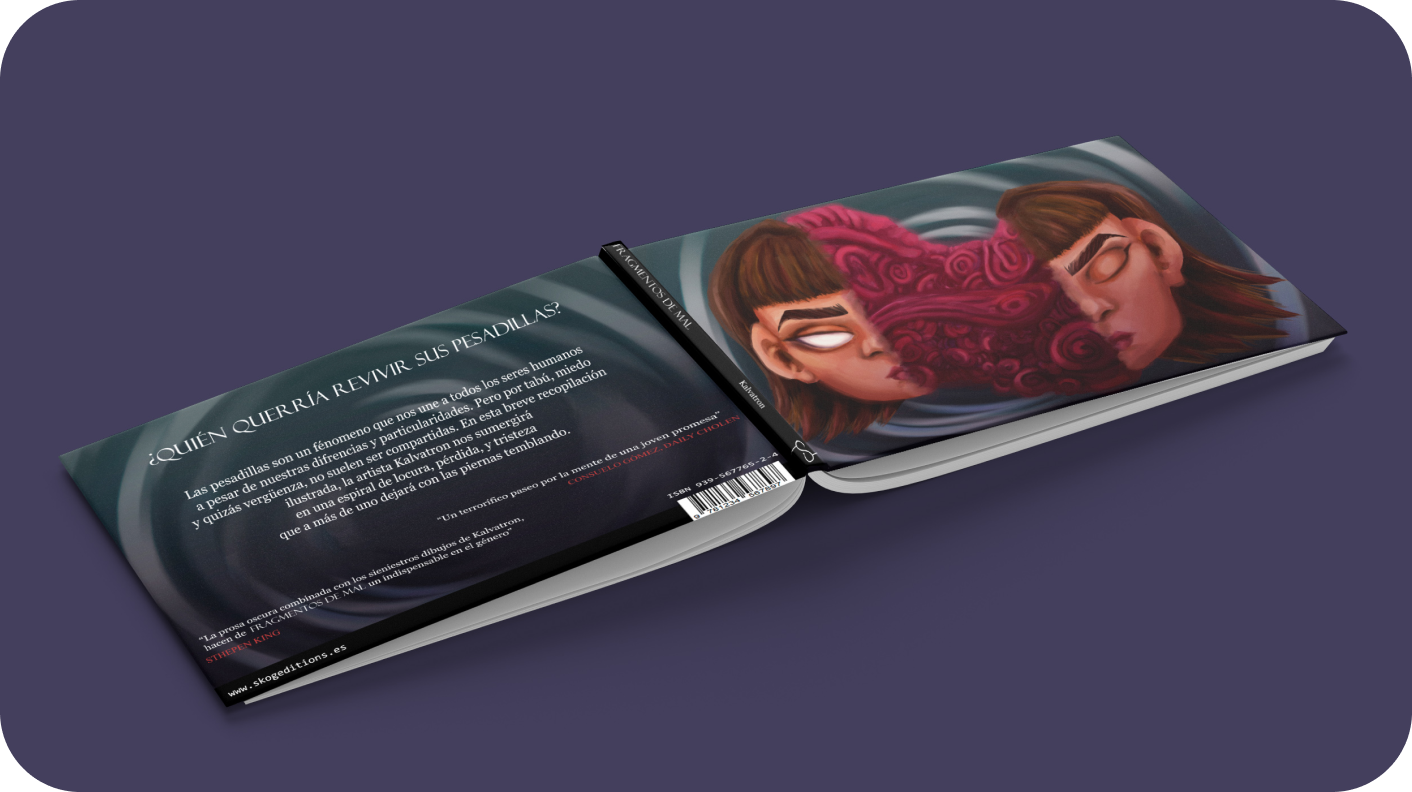 ¿QUIÉN QUERRÍA REVIVIR SUS PESADILLAS?
Las pesadillas son un fénomeno que nos une a todos los seres humanos
a pesar de nuestras difrencias y particularidades. Pero por tabú, miedo
y quizás vergüenza, no suelen ser compartidas. En esta breve recopilación
ilustrada, la artista Kalvatron nos sumergirá
en una espiral de locura, pérdida, y tristeza
que a más de uno dejará con las piernas temblando.
"Un terrorífico paseo por la mente de una joven promesa"
CONSUELO GÓMEZ, DAILY CHOLEN
"La prosa oscura combinada con los sieniestros dibujos de Kalvatron,
hacen de FRAGMENTOS DE MAL un indispensable en el género"
STHEPEN KING
www.skogeditions.es
ISBN 939-567765-2-4
9 781234 567897
FRAGMENTOS DE MAL
Kalvatron